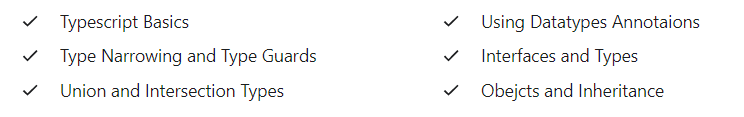 Typescript Basics
Using Datatypes Annotaions
Type Narrowing and Type Guards
Interfaces and Types
Union and Intersection Types
Obejcts and Inheritance